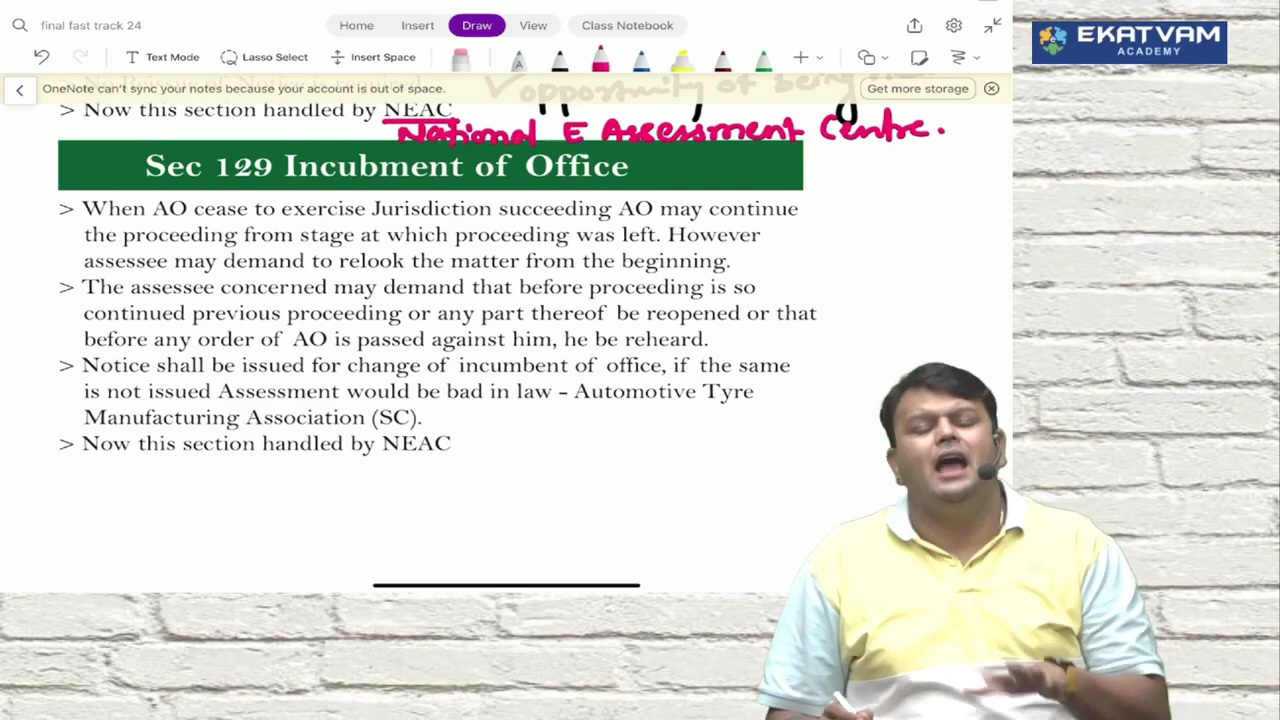 final fast track 24
Home Insert Draw View Class Notebook
Text Mode Lasso Select Insert Space
OneNote can't sync your notes because your account is out of space.
Get more storage
opportunity of being
> Now this section handled by NEAC
National E Assessment Centre.
Sec 129 Incubment of Office
> When AO cease to exercise Jurisdiction succeeding AO may continue
the proceeding from stage at which proceeding was left. However
assessee may demand to relook the matter from the beginning.
> The assessee concerned may demand that before proceeding is so
continued previous proceeding or any part thereof be reopened or that
before any order of AO is passed against him, he be reheard.
> Notice shall be issued for change of incumbent of office, if the same
is not issued Assessment would be bad in law – Automotive Tyre
Manufacturing Association (SC).
> Now this section handled by NEAC
EKATVAM
ACADEMY